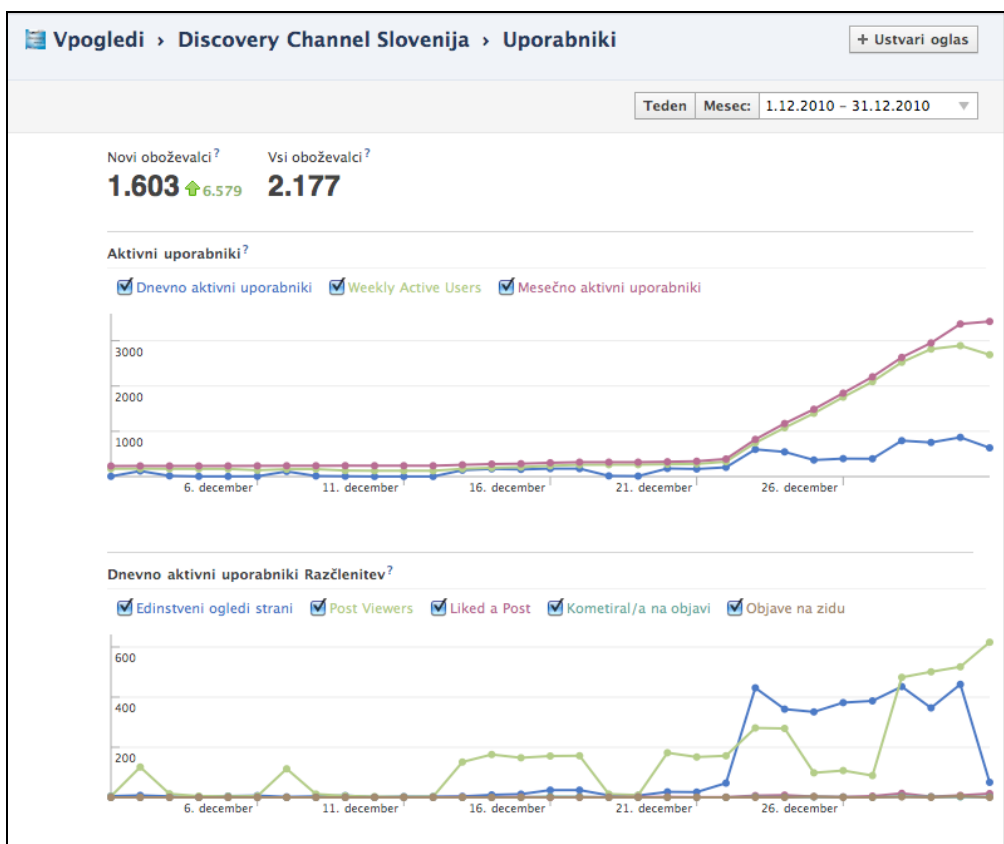 Vpogledi › Discovery Channel Slovenija › Uporabniki
+ Ustvari oglas
Teden Mesec: 1.12.2010 – 31.12.2010
Novi oboževalci? Vsi oboževalci?
1.603 6.579 2.177
Aktivni uporabniki?
Dnevno aktivni uporabniki Weekly Active Users Mesečno aktivni uporabniki
3000
2000
1000
6. december 11. december 16. december 21. december 26. december
Dnevno aktivni uporabniki Razčlenitev?
Edinstveni ogledi strani Post Viewers Liked a Post Kometiral/a na objavi Objave na zidu
600
400
200
6. december 11. december 16. december 21. december 26. december